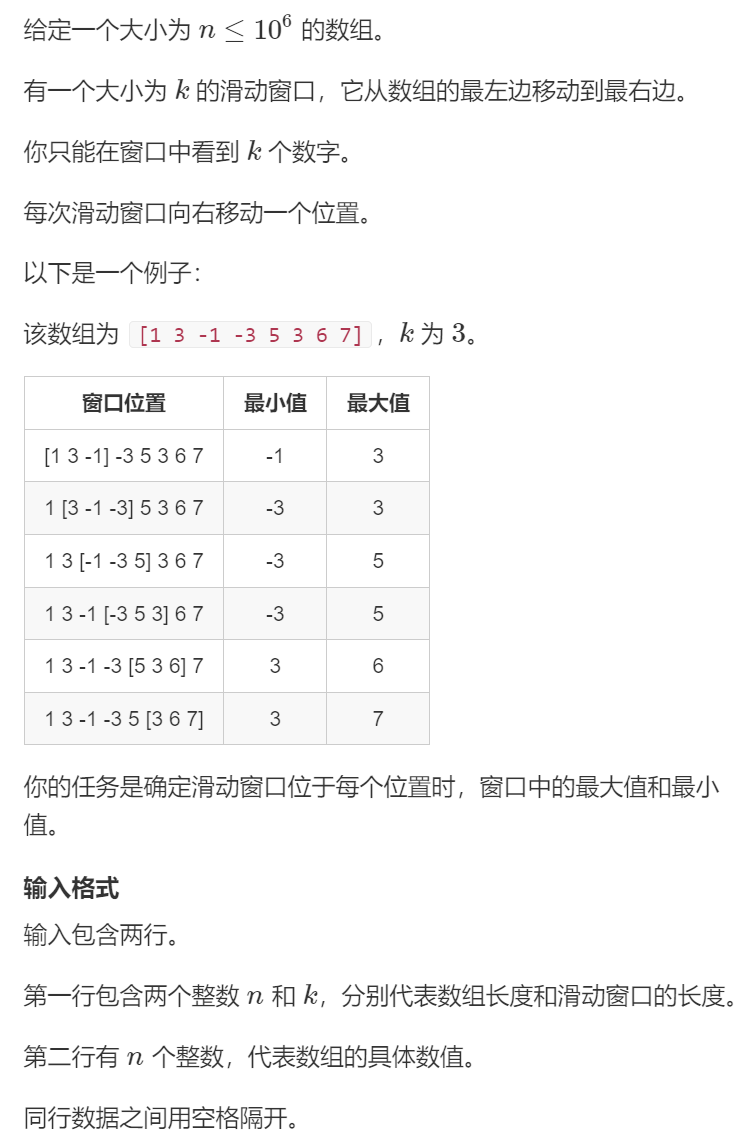 给定一个大小为 n ≤ 10⁶ 的数组。
有一个大小为 k 的滑动窗口，它从数组的最左边移动到最右边。
你只能在窗口中看到 k 个数字。
每次滑动窗口向右移动一个位置。
以下是一个例子：
该数组为 [1 3 -1 -3 5 3 6 7]，k 为 3。
窗口位置 最小值 最大值
[1 3 -1] -3 5 3 6 7 -1 3
1 [3 -1 -3] 5 3 6 7 -3 3
1 3 [-1 -3 5] 3 6 7 -3 5
1 3 -1 [-3 5 3] 6 7 -3 5
1 3 -1 -3 [5 3 6] 7 3 6
1 3 -1 -3 5 [3 6 7] 3 7
你的任务是确定滑动窗口位于每个位置时，窗口中的最大值和最小
值。
输入格式
输入包含两行。
第一行包含两个整数 n 和 k，分别代表数组长度和滑动窗口的长度。
第二行有 n 个整数，代表数组的具体数值。
同行数据之间用空格隔开。